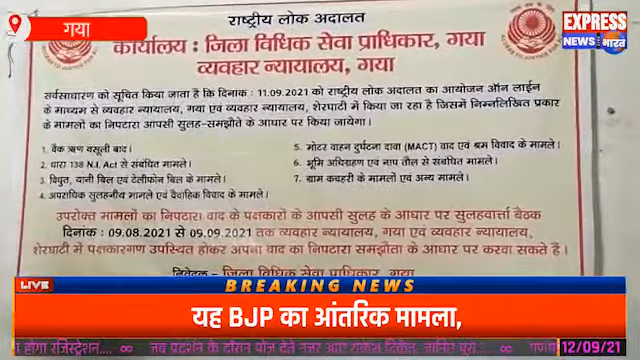 राष्ट्रीय लोक अदालत
गया
EXPRESS
NEWS भारत
कार्यालय : जिला विधिक सेवा प्राधिकार, गया
व्यवहार न्यायालय, गया
सर्वसाधारण को सूचित किया जाता है कि दिनांक : 11.09.2021 को राष्ट्रीय लोक अदालत का आयोजन ऑन लाईन
के माध्यम से व्यवहार न्यायालय, गया एवं व्यवहार न्यायालय, शेरघाटी में किया जा रहा है जिसमें निम्नलिखित प्रकार
के मामलों का निपटारा आपसी सुलह-समझौते के आधार पर किया जायेगा।
1. बैंक ऋण वसूली वाद।
2. धारा 138 N.I. Act से संबंधित मामले।
3. विधुत, पानी बिल एवं टेलीफोन बिल के मामले।
4. अपराधिक सुलहनीय मामले एवं वैवाहिक विवाद के मामले।
5. मोटर वाहन दुर्घटना दावा (MACT) वाद एवं श्रम विवाद के मामले।
6. भूमि अधिग्रहण एवं नाप तौल से संबंधित मामले।
7. ग्राम कचहरी के मामलों एवं अन्य मामले।
उपरोक्त मामलों का निपटारा वाद के पक्षकारों के आपसी सुलह के आधार पर सुलहवार्त्ता बैठक
दिनांक : 09.08.2021 से 09.09.2021 तक व्यवहार न्यायालय, गया एवं व्यवहार न्यायालय,
शेरघाटी में पक्षकारगण उपस्थित होकर अपना वाद का निपटारा समझौता के आधार पर करवा सकते है।
निवेदक - जिला विधिक सेवा प्राधिकार, गया
LIVE
BREAKING NEWS
यह BJP का आंतरिक मामला,
होगा रजिस्ट्रेशन....
12/09/21